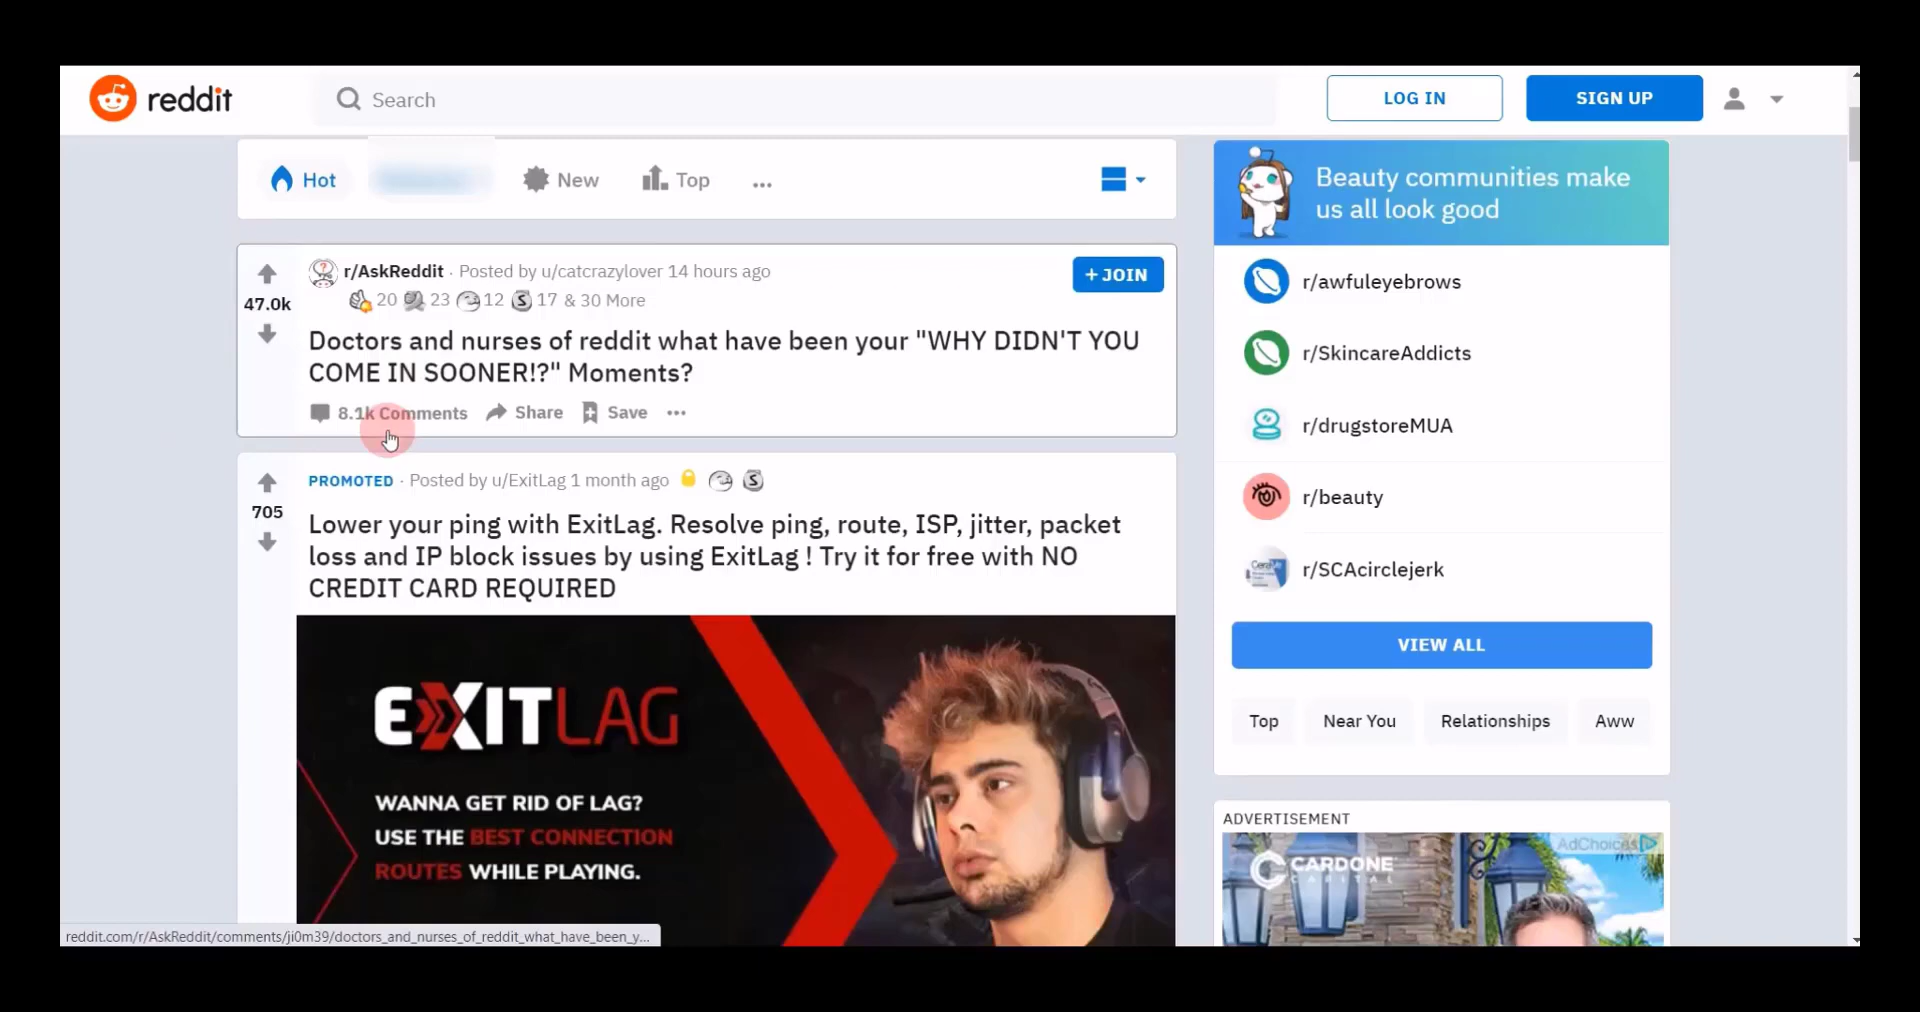 reddit
Search
LOG IN
SIGN UP
Hot
New
Top
...
r/AskReddit · Posted by u/catcrazylover 14 hours ago
20 23 12 S 17 & 30 More
+ JOIN
47.0k
Doctors and nurses of reddit what have been your "WHY DIDN'T YOU
COME IN SOONER!?" Moments?
8.1k Comments
Share
Save
...
PROMOTED · Posted by u/ExitLag 1 month ago
S
705
Lower your ping with ExitLag. Resolve ping, route, ISP, jitter, packet
loss and IP block issues by using ExitLag ! Try it for free with NO
CREDIT CARD REQUIRED
EXITLAG
WANNA GET RID OF LAG?
USE THE BEST CONNECTION
ROUTES WHILE PLAYING.
reddit.com/r/AskReddit/comments/ji0m39/doctors_and_nurses_of_reddit_what_have_been_y...
Beauty communities make
us all look good
r/awfuleyebrows
r/SkincareAddicts
r/drugstoreMUA
r/beauty
r/SCAcirclejerk
VIEW ALL
Top
Near You
Relationships
Aww
ADVERTISEMENT
AdChoices
CARDONE
CAPITAL